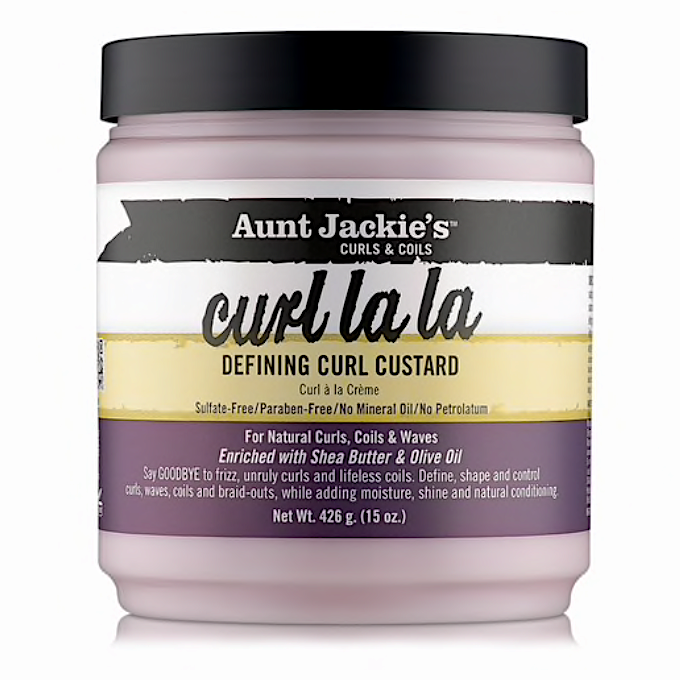 Aunt Jackie's™
CURLS & COILS
curl la la
DEFINING CURL CUSTARD
Curl à la Crème
Sulfate-Free/Paraben-Free/No Mineral Oil/No Petrolatum
For Natural Curls, Coils & Waves
Enriched with Shea Butter & Olive Oil
Say GOODBYE to frizz, unruly curls and lifeless coils. Define, shape and control
curls, waves, coils and braid-outs, while adding moisture, shine and natural conditioning.
Net Wt. 426 g. (15 oz.)